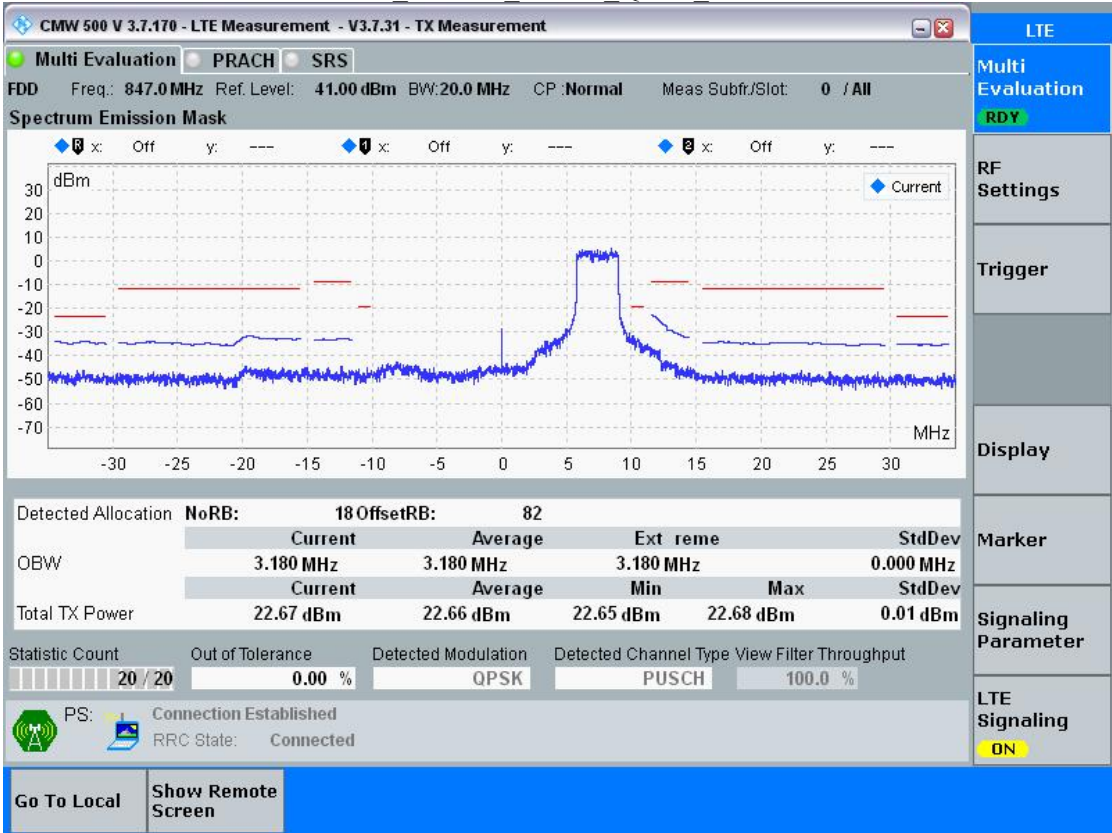 CMW 500 V 3.7.170 - LTE Measurement - V3.7.31 - TX Measurement
LTE
Multi Evaluation PRACH SRS
FDD Freq.: 847.0 MHz Ref. Level: 41.00 dBm BW:20.0 MHz CP :Normal Meas Subfr./Slot: 0 / All
Spectrum Emission Mask
R x: Off y: --- 1 x: Off y: --- 2 x: Off y: ---
dBm
Current
30
20
10
0
-10
-20
-30
-40
-50
-60
-70
MHz
-30 -25 -20 -15 -10 -5 0 5 10 15 20 25 30
Detected Allocation NoRB: 18 OffsetRB: 82
Current Average Ext reme StdDev
OBW 3.180 MHz 3.180 MHz 3.180 MHz 0.000 MHz
Current Average Min Max StdDev
Total TX Power 22.67 dBm 22.66 dBm 22.65 dBm 22.68 dBm 0.01 dBm
Statistic Count Out of Tolerance Detected Modulation Detected Channel Type View Filter Throughput
20 / 20 0.00 % QPSK PUSCH 100.0 %
PS: Connection Established
RRC State: Connected
Multi
Evaluation
RDY
RF
Settings
Trigger
Display
Marker
Signaling
Parameter
LTE
Signaling
ON
Go To Local
Show Remote
Screen